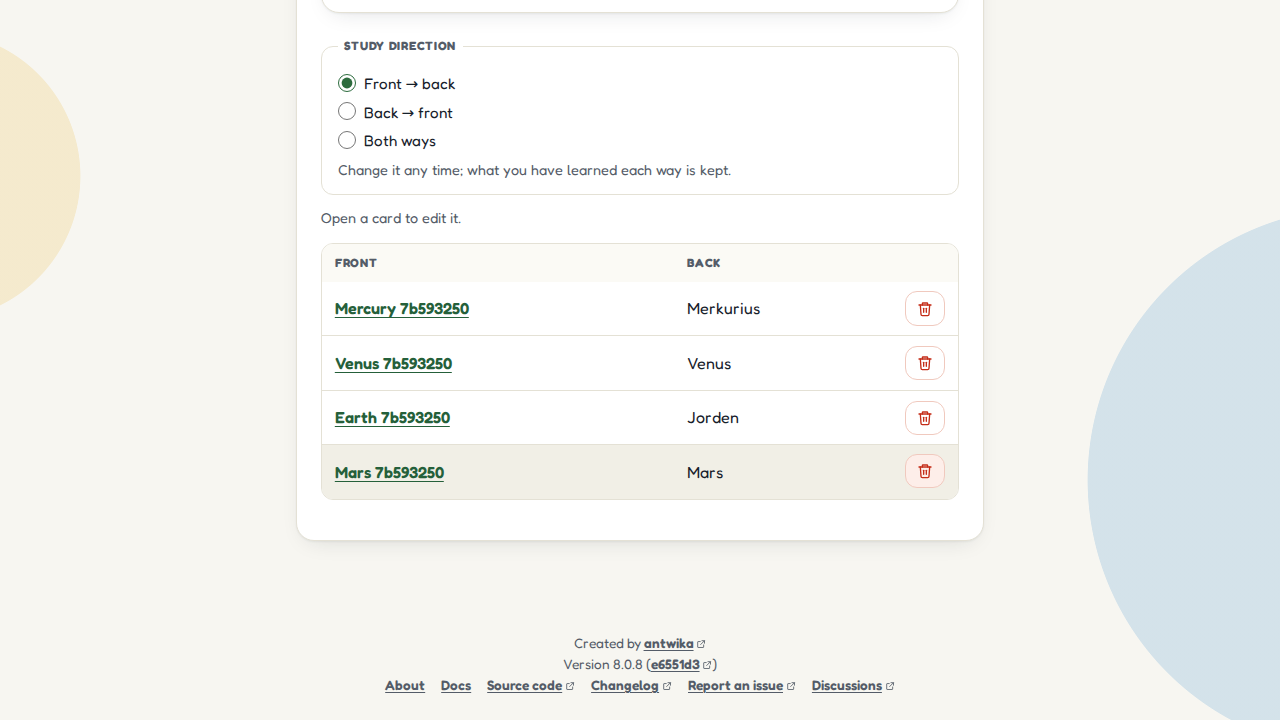 STUDY DIRECTION
Front → back
Back → front
Both ways
Change it any time; what you have learned each way is kept.
Open a card to edit it.
FRONT BACK
Mercury 7b593250 Merkurius
Venus 7b593250 Venus
Earth 7b593250 Jorden
Mars 7b593250 Mars
Created by antwika
Version 8.0.8 (e6551d3)
About Docs Source code Changelog Report an issue Discussions